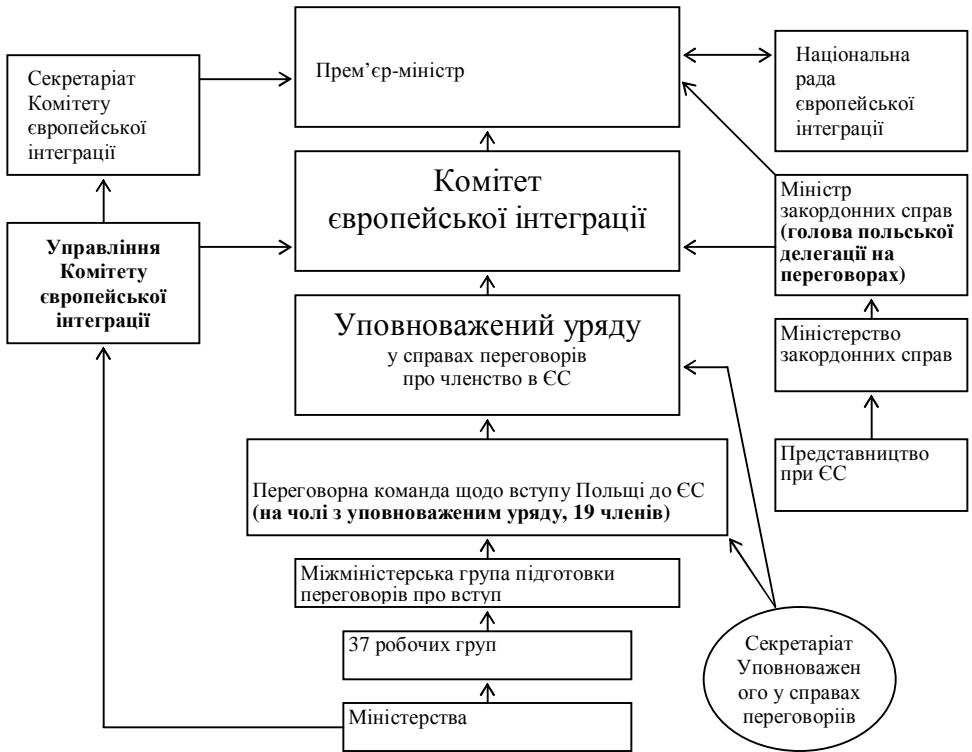 Прем’єр-міністр
Національна
рада
європейської
інтеграції
Секретаріат
Комітету
європейської
інтеграції
Комітет
європейської інтеграції
Міністр
закордонних справ
(голова польської
делегації на
переговорах)
Управління
Комітету
європейської
інтеграції
Уповноважений уряду
у справах переговорів
про членство в ЄС
Міністерство
закордонних справ
Представництво
при ЄС
Переговорна команда щодо вступу Польщі до ЄС
(на чолі з уповноваженим уряду, 19 членів)
Міжміністерська група підготовки
переговорів про вступ
37 робочих груп
Міністерства
Секретаріат
Уповноважен
ого у справах
переговоріів